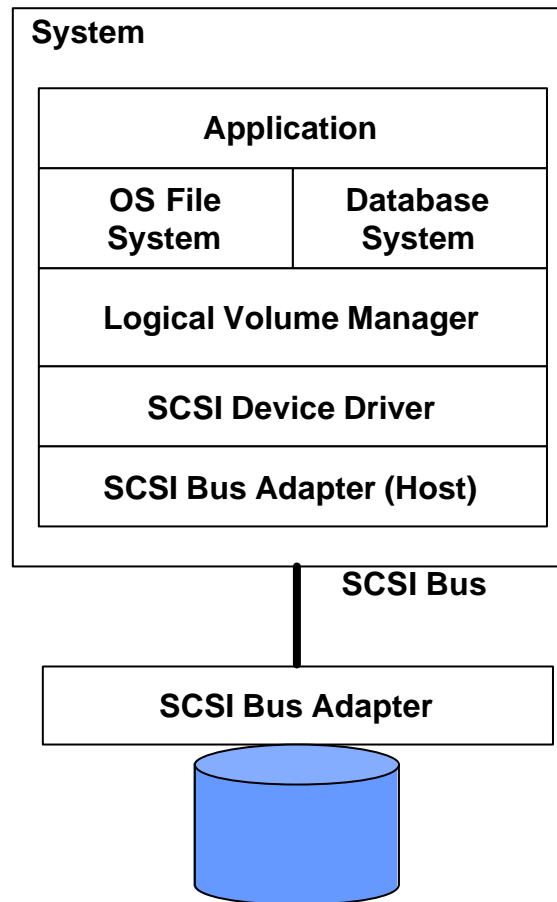 System
Application
OS File
System
Database
System
Logical Volume Manager
SCSI Device Driver
SCSI Bus Adapter (Host)
SCSI Bus
SCSI Bus Adapter